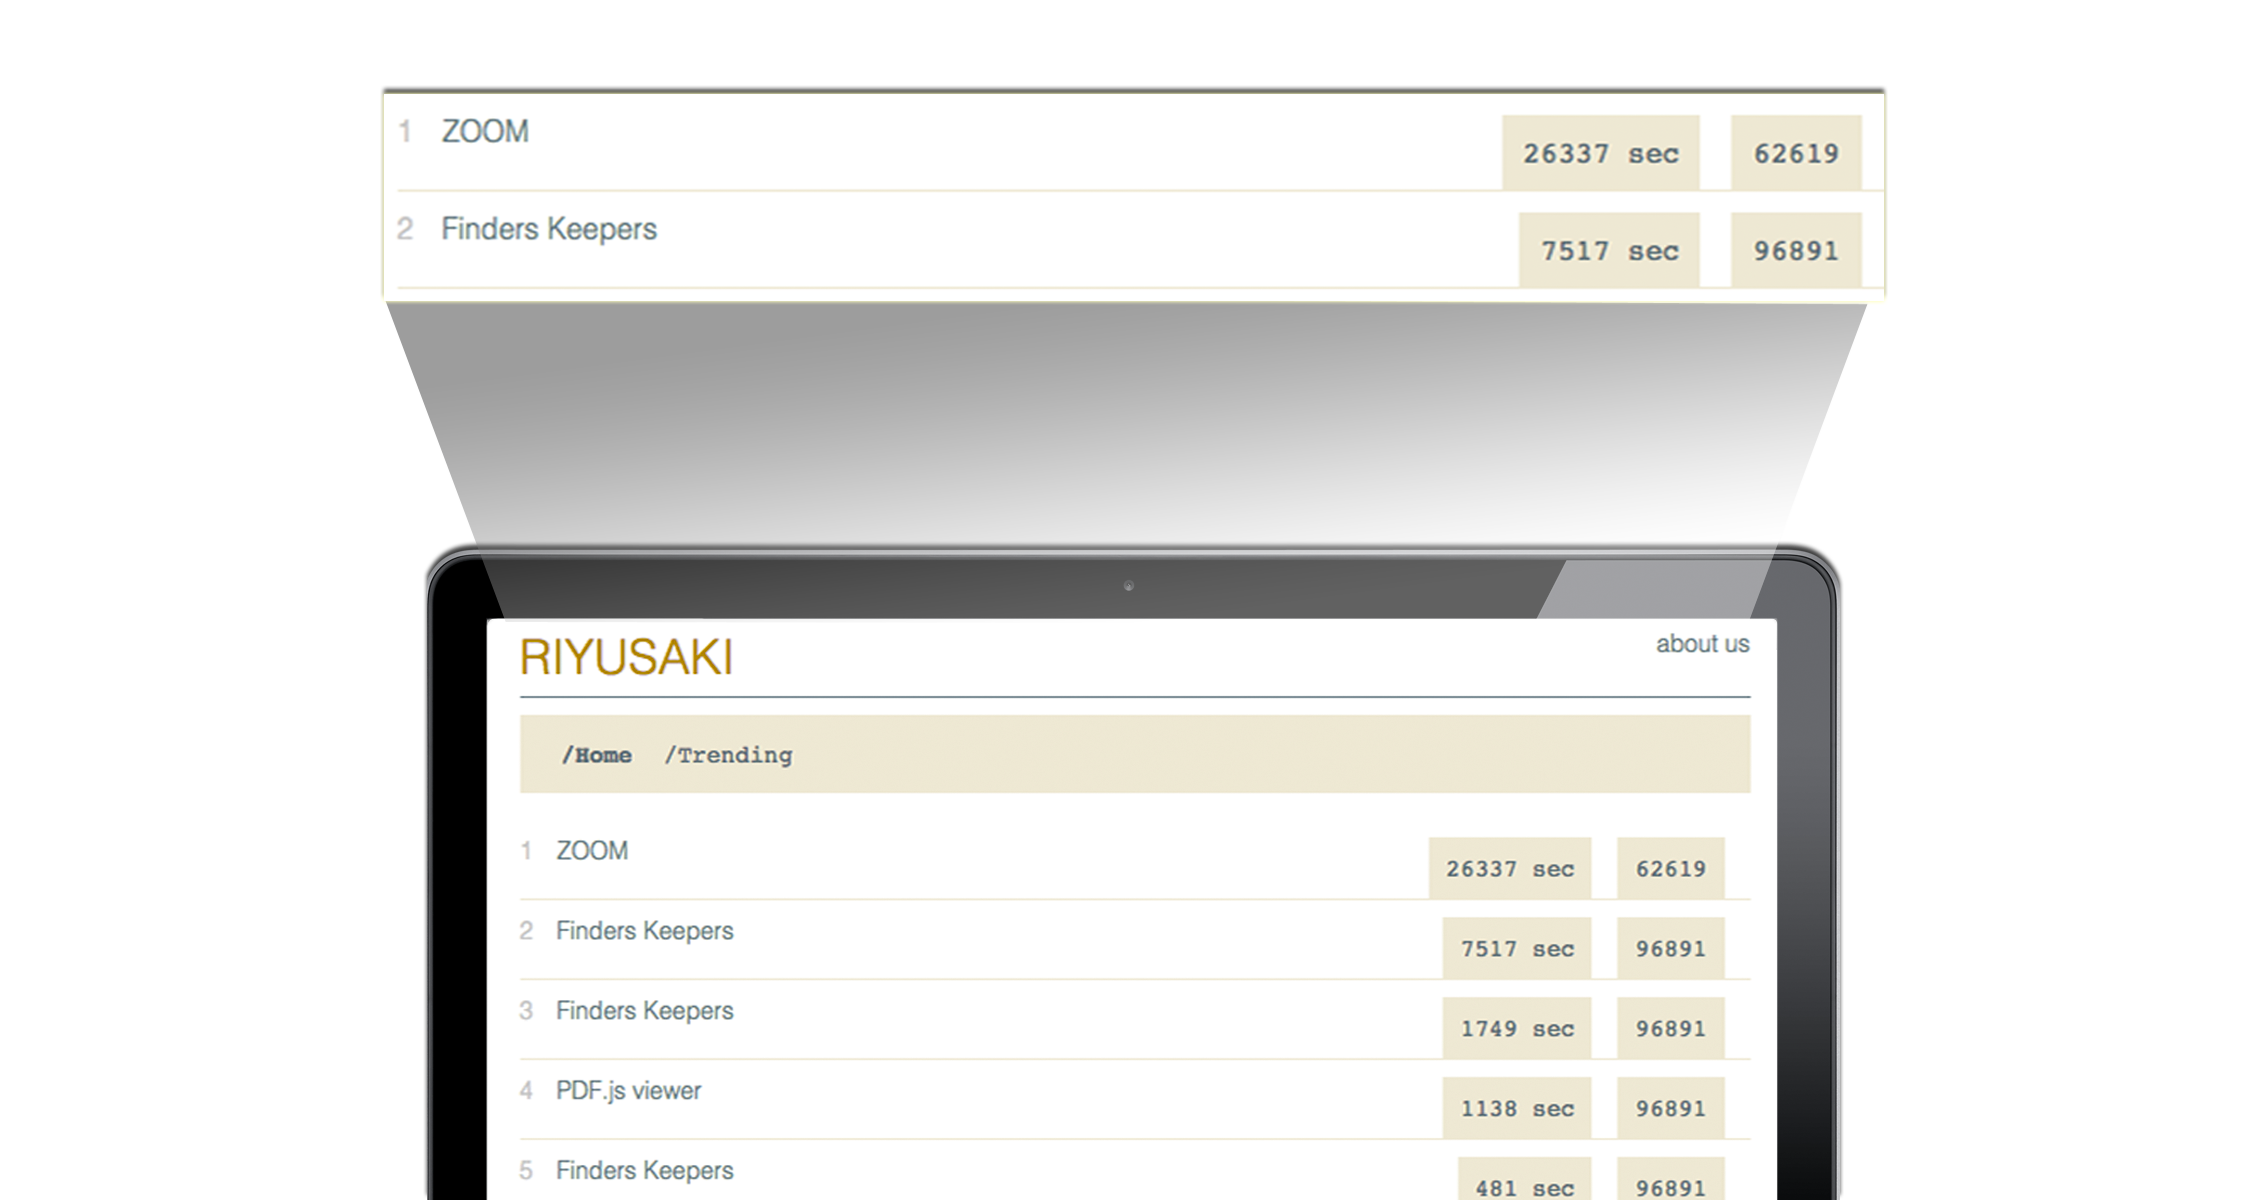 1 ZOOM 26337 sec 62619
2 Finders Keepers 7517 sec 96891
RIYUSAKI about us
/Home /Trending
1 ZOOM 26337 sec 62619
2 Finders Keepers 7517 sec 96891
3 Finders Keepers 1749 sec 96891
4 PDF.js viewer 1138 sec 96891
5 Finders Keepers 481 sec 96891